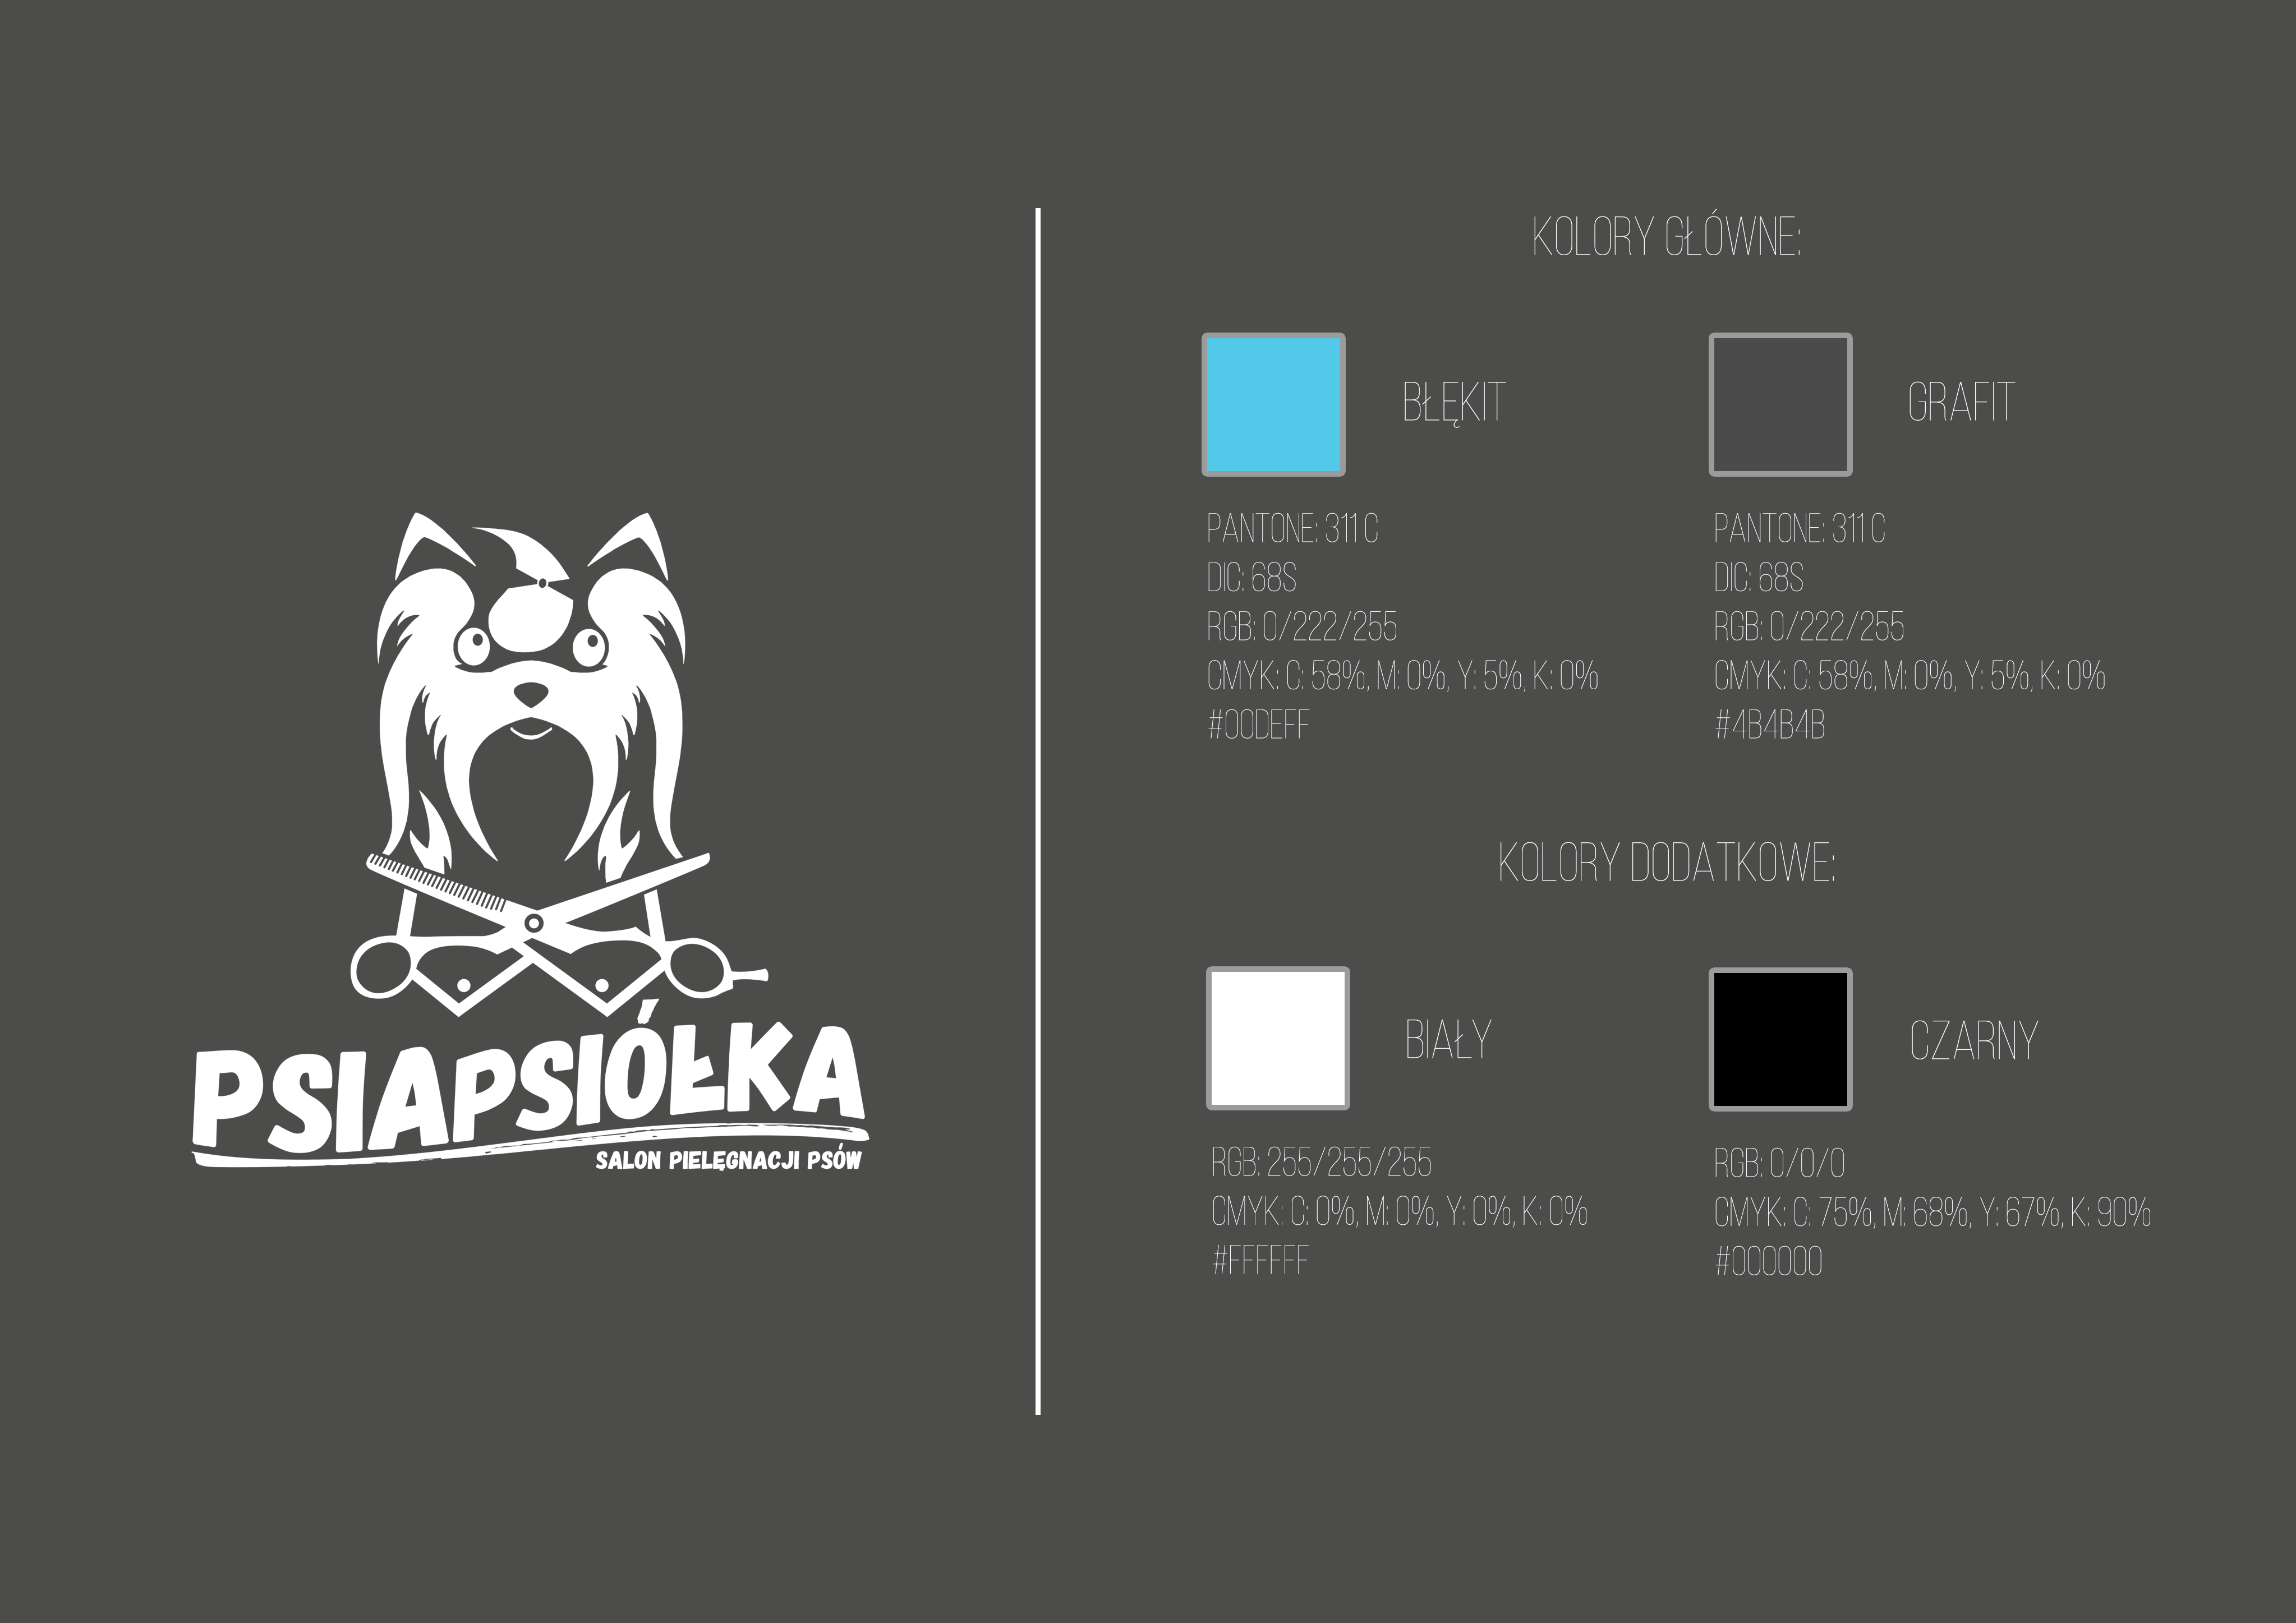 PSIAPSIÓŁKA
SALON PIELĘGNACJI PSÓW
KOLORY GŁÓWNE:
BŁĘKIT
PANTONE: 311 C
DIC: 68S
RGB: 0/222/255
CMYK: C: 58%, M: 0%, Y: 5%, K: 0%
#00DEFF
GRAFIT
PANTONE: 311 C
DIC: 68S
RGB: 0/222/255
CMYK: C: 58%, M: 0%, Y: 5%, K: 0%
#4B4B4B
KOLORY DODATKOWE:
BIAŁY
RGB: 255/255/255
CMYK: C: 0%, M: 0%, Y: 0%, K: 0%
#FFFFFF
CZARNY
RGB: 0/0/0
CMYK: C: 75%, M: 68%, Y: 67%, K: 90%
#000000